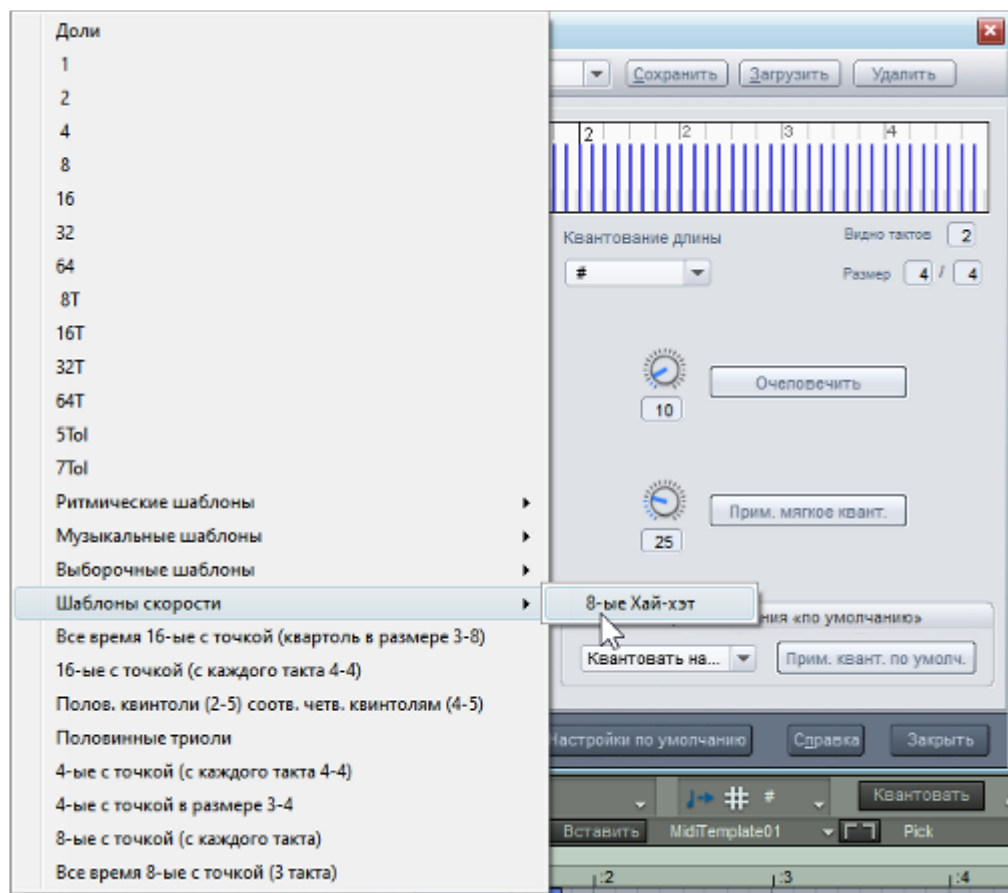 Доли
1
2
4
8
16
32
64
8T
16T
32T
64T
5Tol
7Tol
Ритмические шаблоны
Музыкальные шаблоны
Выборочные шаблоны
Шаблоны скорости
Все время 16-ые с точкой (квартоль в размере 3-8)
16-ые с точкой (с каждого такта 4-4)
Полов. квинтоли (2-5) соотв. четв. квинтолям (4-5)
Половинные триоли
4-ые с точкой (с каждого такта 4-4)
4-ые с точкой в размере 3-4
8-ые с точкой (с каждого такта)
Все время 8-ые с точкой (3 такта)
8-ые Хай-хэт
Сохранить Загрузить Удалить
2 2 3 4
Квантование длины Видно тактов 2
# Размер 4 / 4
Очеловечить
10
Прим. мягкое квант.
25
ния «по умолчанию»
Квантовать на... Прим. квант. по умолч.
Настройки по умолчанию Справка Закрыть
# Квантовать
Вставить MidiTemplate01 Pick
:2 :3 :4